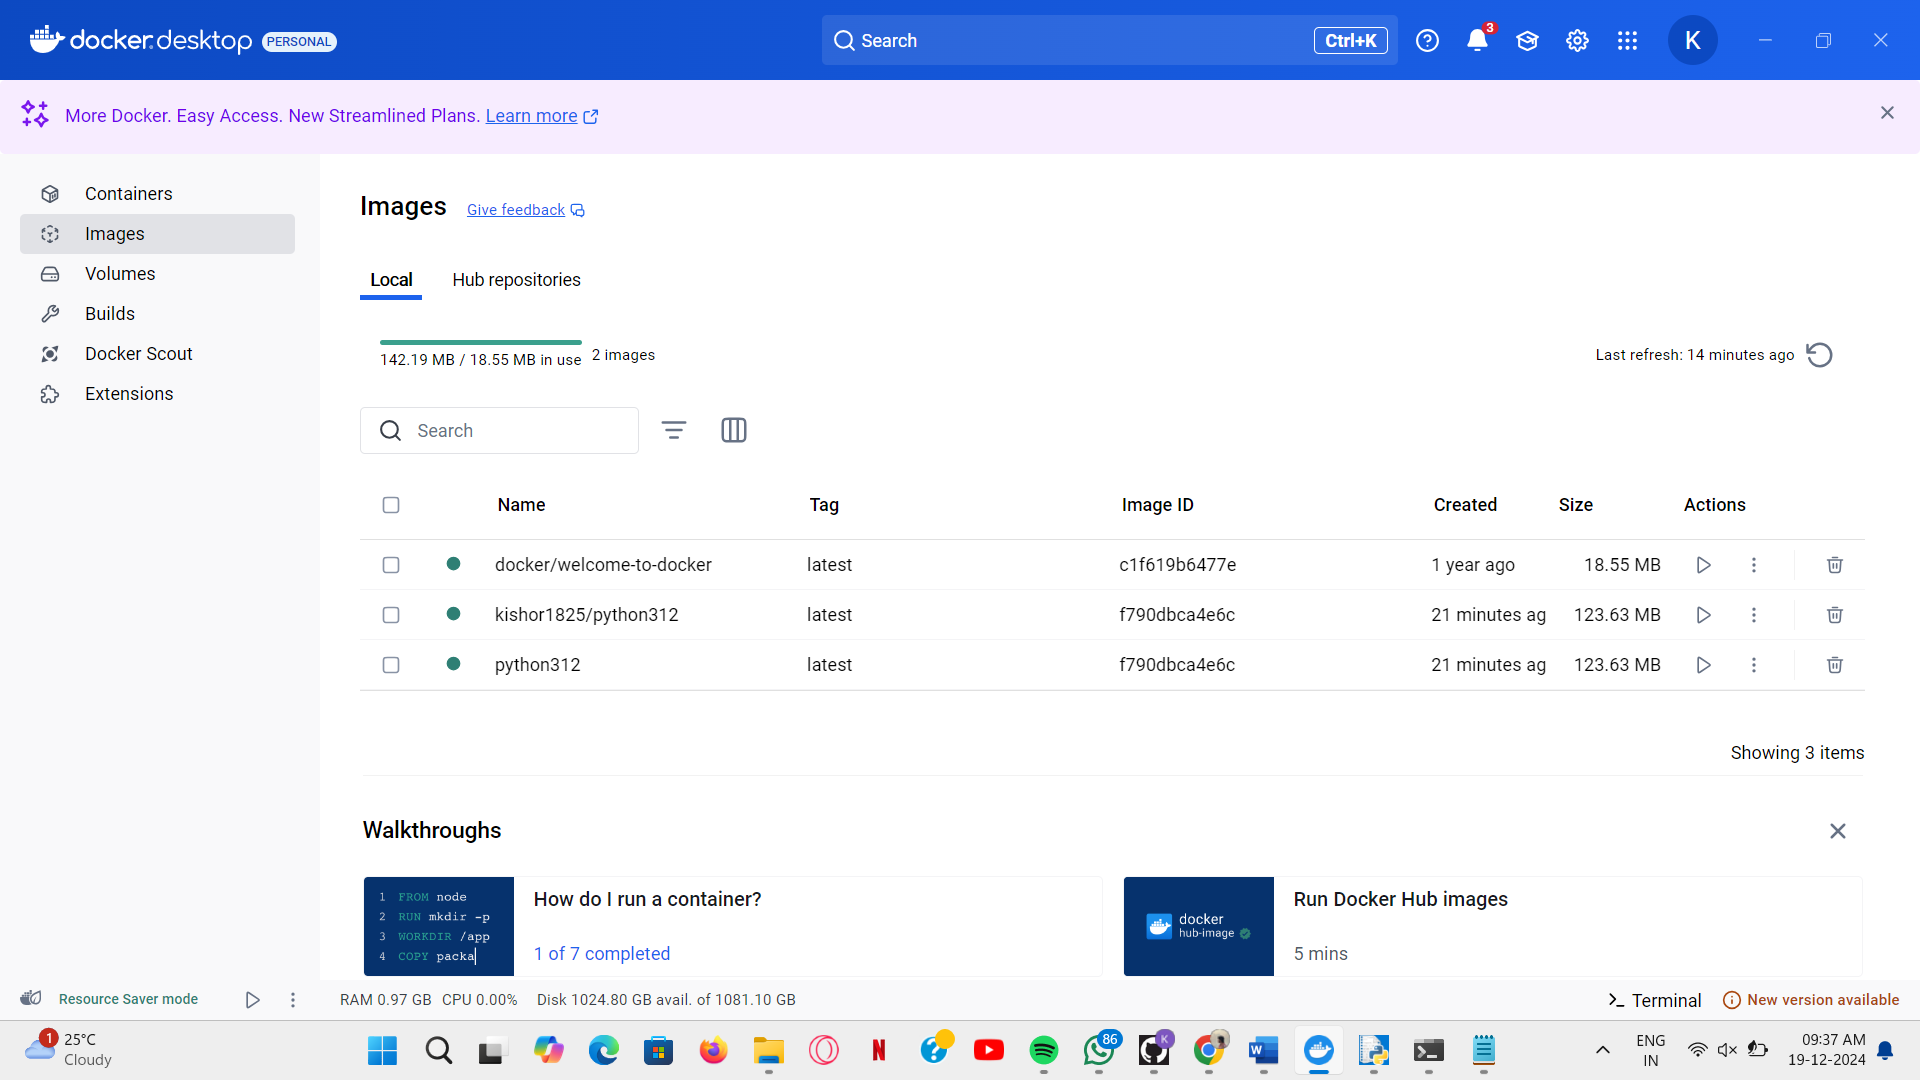 docker.desktop PERSONAL
Search Ctrl+K
3
K
More Docker. Easy Access. New Streamlined Plans. Learn more
Containers
Images
Volumes
Builds
Docker Scout
Extensions
Images Give feedback
Local Hub repositories
142.19 MB / 18.55 MB in use 2 images
Last refresh: 14 minutes ago
Search
Name Tag Image ID Created Size Actions
docker/welcome-to-docker latest c1f619b6477e 1 year ago 18.55 MB
kishor1825/python312 latest f790dbca4e6c 21 minutes ag 123.63 MB
python312 latest f790dbca4e6c 21 minutes ag 123.63 MB
Showing 3 items
Walkthroughs
1 FROM node
2 RUN mkdir -p
3 WORKDIR /app
4 COPY packa
How do I run a container?
1 of 7 completed
docker
hub-image
Run Docker Hub images
5 mins
Resource Saver mode
RAM 0.97 GB CPU 0.00% Disk 1024.80 GB avail. of 1081.10 GB
Terminal
New version available
1
25°C
Cloudy
N
86
K
W
ENG
IN
09:37 AM
19-12-2024